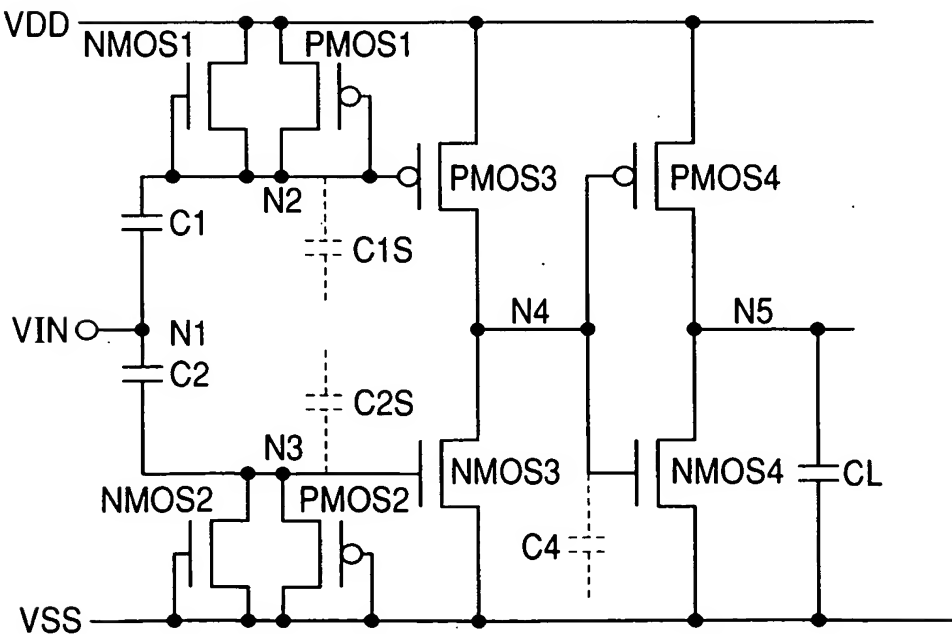 VDD
NMOS1 PMOS1
N2
PMOS3
PMOS4
C1
C1S
VIN
N1
N4
N5
C2
C2S
N3
NMOS3
NMOS4
CL
NMOS2 PMOS2
C4
VSS